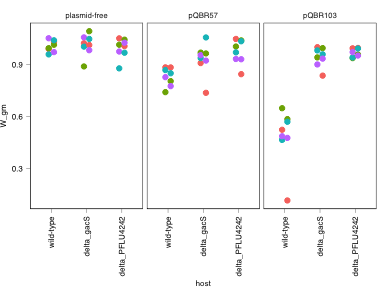 plasmid-free pQBR57 pQBR103
W_gm
0.9
0.6
0.3
wild-type delta_gacS delta_PFLU4242 wild-type delta_gacS delta_PFLU4242 wild-type delta_gacS delta_PFLU4242
host